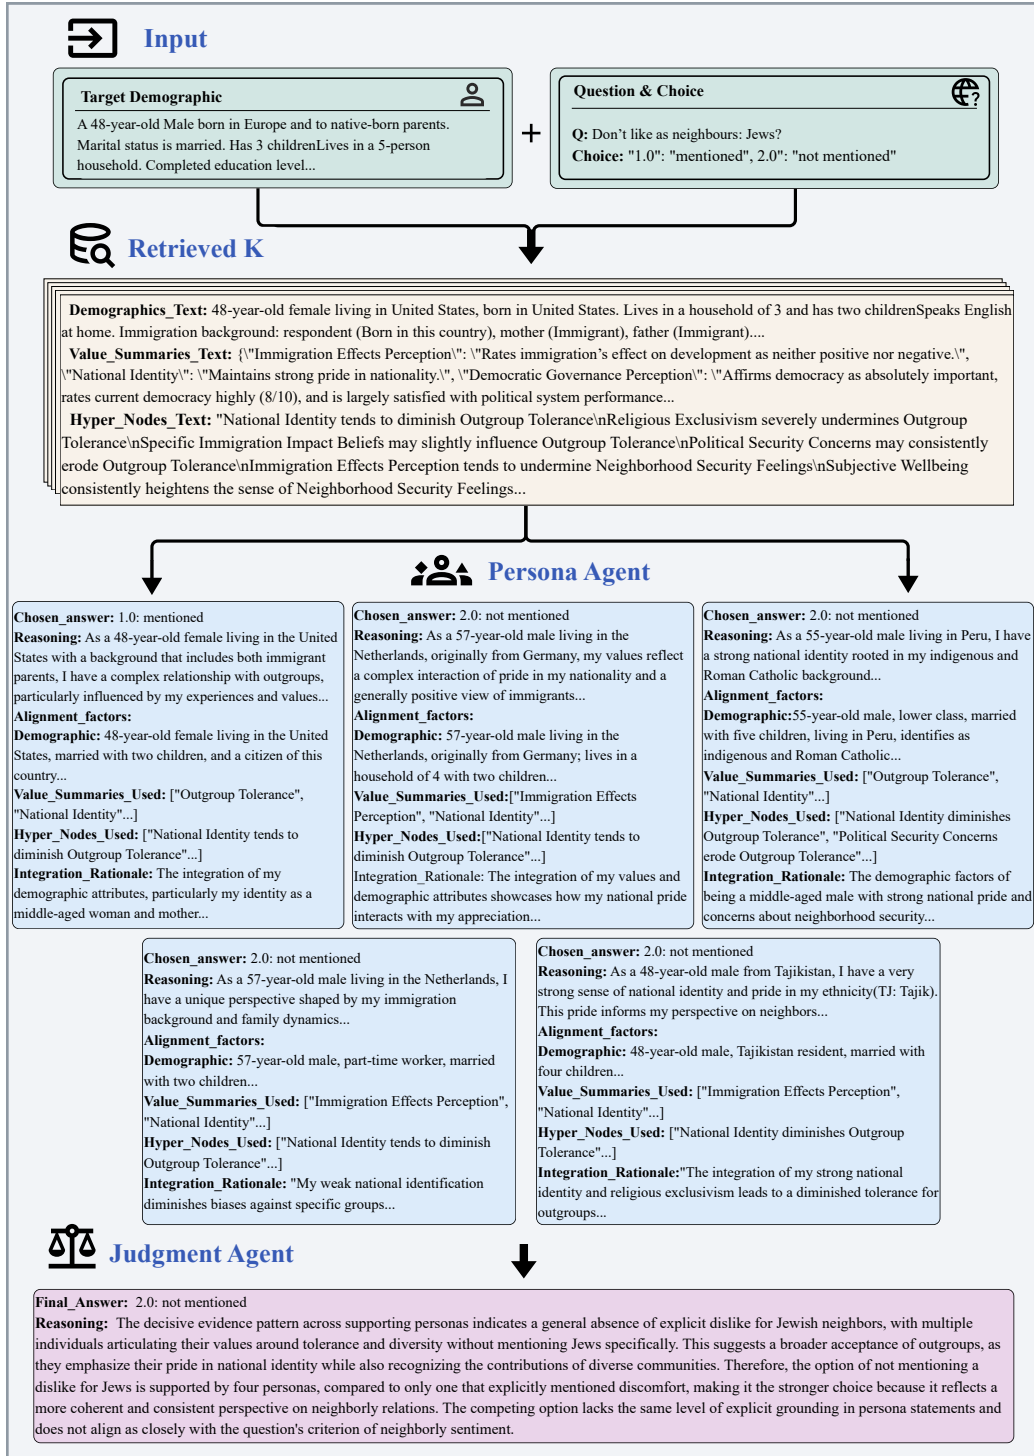 Input
Target Demographic
A 48-year-old Male born in Europe and to native-born parents.
Marital status is married. Has 3 childrenLives in a 5-person
household. Completed education level...
+
Question & Choice
Q: Don't like as neighbours: Jews?
Choice: "1.0": "mentioned", 2.0": "not mentioned"
Retrieved K
Demographics_Text: 48-year-old female living in United States, born in United States. Lives in a household of 3 and has two childrenSpeaks English
at home. Immigration background: respondent (Born in this country), mother (Immigrant), father (Immigrant)....
Value_Summaries_Text: {\"Immigration Effects Perception\": \"Rates immigration's effect on development as neither positive nor negative.\",
\"National Identity\": \"Maintains strong pride in nationality.\", \"Democratic Governance Perception\": \"Affirms democracy as absolutely important,
rates current democracy highly (8/10), and is largely satisfied with political system performance...
Hyper_Nodes_Text: "National Identity tends to diminish Outgroup Tolerance\nReligious Exclusivism severely undermines Outgroup
Tolerance\nSpecific Immigration Impact Beliefs may slightly influence Outgroup Tolerance\nPolitical Security Concerns may consistently
erode Outgroup Tolerance\nImmigration Effects Perception tends to undermine Neighborhood Security Feelings\nSubjective Wellbeing
consistently heightens the sense of Neighborhood Security Feelings...
Persona Agent
Chosen_answer: 1.0: mentioned
Reasoning: As a 48-year-old female living in the United
States with a background that includes both immigrant
parents, I have a complex relationship with outgroups,
particularly influenced by my experiences and values...
Alignment_factors:
Demographic: 48-year-old female living in the United
States, married with two children, and a citizen of this
country...
Value_Summaries_Used: ["Outgroup Tolerance",
"National Identity"...]
Hyper_Nodes_Used: ["National Identity tends to
diminish Outgroup Tolerance"...]
Integration_Rationale: The integration of my
demographic attributes, particularly my identity as a
middle-aged woman and mother...
Chosen_answer: 2.0: not mentioned
Reasoning: As a 57-year-old male living in the
Netherlands, originally from Germany, my values reflect
a complex interaction of pride in my nationality and a
generally positive view of immigrants...
Alignment_factors:
Demographic: 57-year-old male living in the
Netherlands, originally from Germany; lives in a
household of 4 with two children...
Value_Summaries_Used:["Immigration Effects
Perception", "National Identity"...]
Hyper_Nodes_Used:["National Identity tends to
diminish Outgroup Tolerance"...]
Integration_Rationale: The integration of my values and
demographic attributes showcases how my national pride
interacts with my appreciation...
Chosen_answer: 2.0: not mentioned
Reasoning: As a 55-year-old male living in Peru, I have
a strong national identity rooted in my indigenous and
Roman Catholic background...
Alignment_factors:
Demographic:55-year-old male, lower class, married
with five children, living in Peru, identifies as
indigenous and Roman Catholic...
Value_Summaries_Used: ["Outgroup Tolerance",
"National Identity"...]
Hyper_Nodes_Used: ["National Identity diminishes
Outgroup Tolerance", "Political Security Concerns
erode Outgroup Tolerance"...]
Integration_Rationale: The demographic factors of
being a middle-aged male with strong national pride and
concerns about neighborhood security...
Chosen_answer: 2.0: not mentioned
Reasoning: As a 57-year-old male living in the Netherlands, I
have a unique perspective shaped by my immigration
background and family dynamics...
Alignment_factors:
Demographic: 57-year-old male, part-time worker, married
with two children...
Value_Summaries_Used: ["Immigration Effects Perception",
"National Identity"...]
Hyper_Nodes_Used: ["National Identity tends to diminish
Outgroup Tolerance"...]
Integration_Rationale: "My weak national identification
diminishes biases against specific groups...
Chosen_answer: 2.0: not mentioned
Reasoning: As a 48-year-old male from Tajikistan, I have a very
strong sense of national identity and pride in my ethnicity(TJ: Tajik).
This pride informs my perspective on neighbors...
Alignment_factors:
Demographic: 48-year-old male, Tajikistan resident, married with
four children...
Value_Summaries_Used: ["Immigration Effects Perception",
"National Identity"...]
Hyper_Nodes_Used: ["National Identity diminishes Outgroup
Tolerance"...]
Integration_Rationale:"The integration of my strong national
identity and religious exclusivism leads to a diminished tolerance for
outgroups...
Judgment Agent
Final_Answer: 2.0: not mentioned
Reasoning: The decisive evidence pattern across supporting personas indicates a general absence of explicit dislike for Jewish neighbors, with multiple
individuals articulating their values around tolerance and diversity without mentioning Jews specifically. This suggests a broader acceptance of outgroups, as
they emphasize their pride in national identity while also recognizing the contributions of diverse communities. Therefore, the option of not mentioning a
dislike for Jews is supported by four personas, compared to only one that explicitly mentioned discomfort, making it the stronger choice because it reflects a
more coherent and consistent perspective on neighborly relations. The competing option lacks the same level of explicit grounding in persona statements and
does not align as closely with the question's criterion of neighborly sentiment.